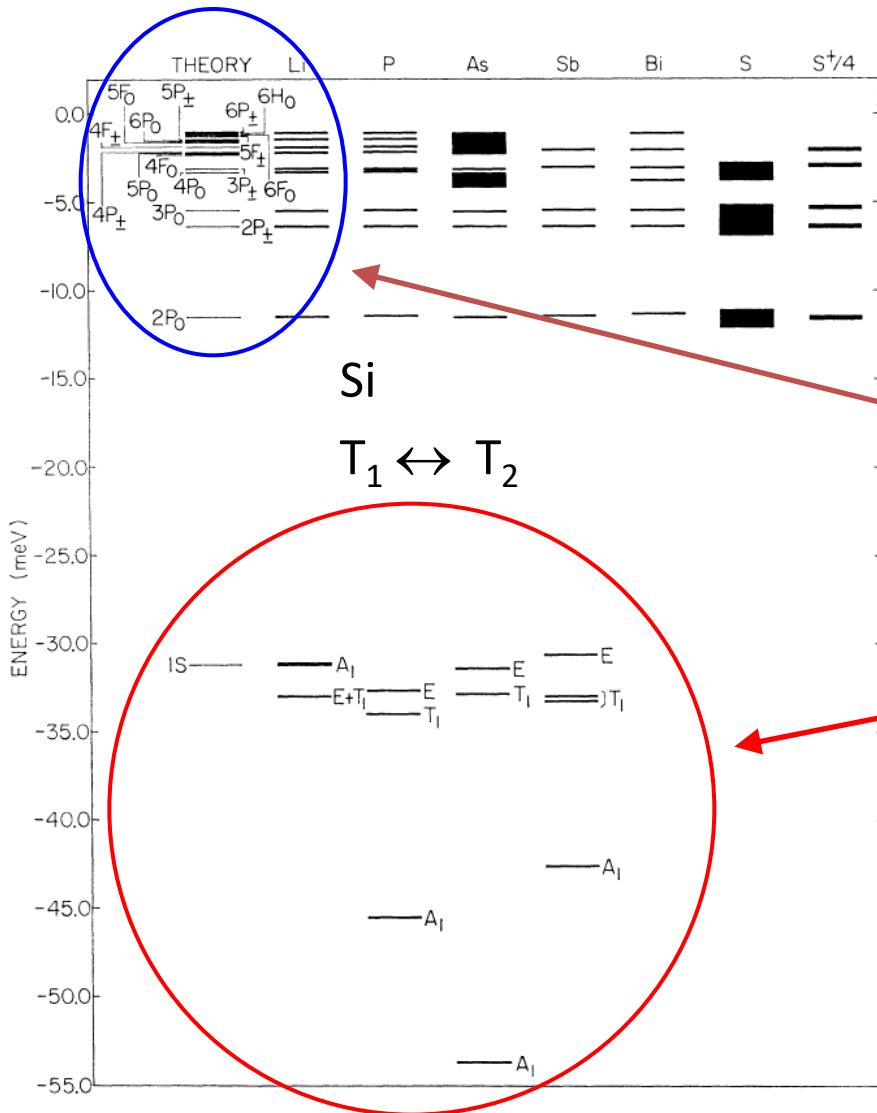 THEORY Li P As Sb Bi S S⁺/4
5F₀ 5P± 6H₀
6P±
4F± 6P₀
5F±
4F₀
5P₀ 4P₀ 3P± 6F₀
4P± 3P₀
2P±
2P₀
0.0
-5.0
-10.0
-15.0
-20.0
-25.0
-30.0
-35.0
-40.0
-45.0
-50.0
-55.0
ENERGY (meV)
Si
T₁ ↔ T₂
1S A₁ E E
E+T₁ E T₁ )T₁
T₁
A₁
A₁
A₁